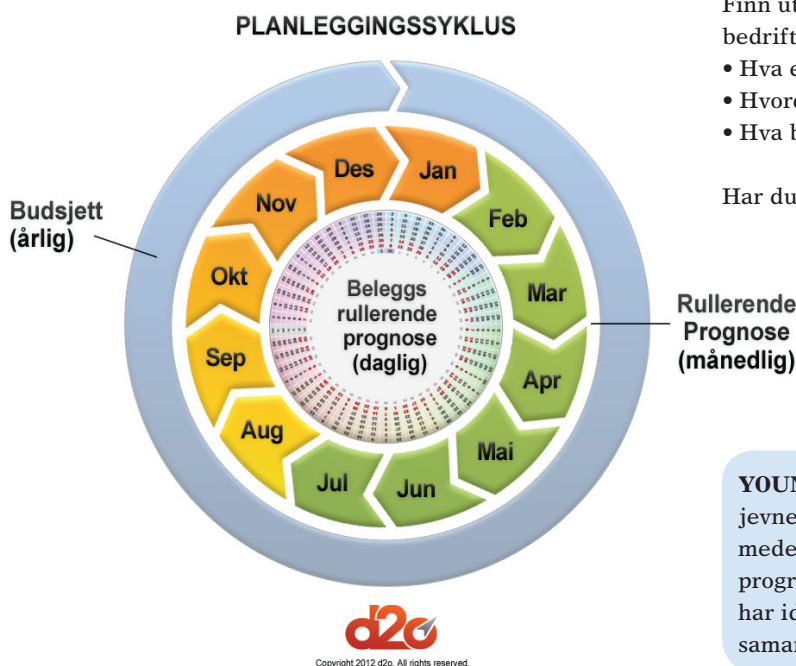 PLANLEGGINGSSYKLUS
Budsjett
(årlig)
Jan
Feb
Mar
Apr
Mai
Jun
Jul
Aug
Sep
Okt
Nov
Des
Beleggs
rullerende
prognose
(daglig)
Rullerende
Prognose
(månedlig)
d2o
Copyright 2012 d2o. All rights reserved.
Finn ut
bedrift
• Hva e
• Hvord
• Hva b
Har du
YOUN
jevne
mede
progr
har id
saman